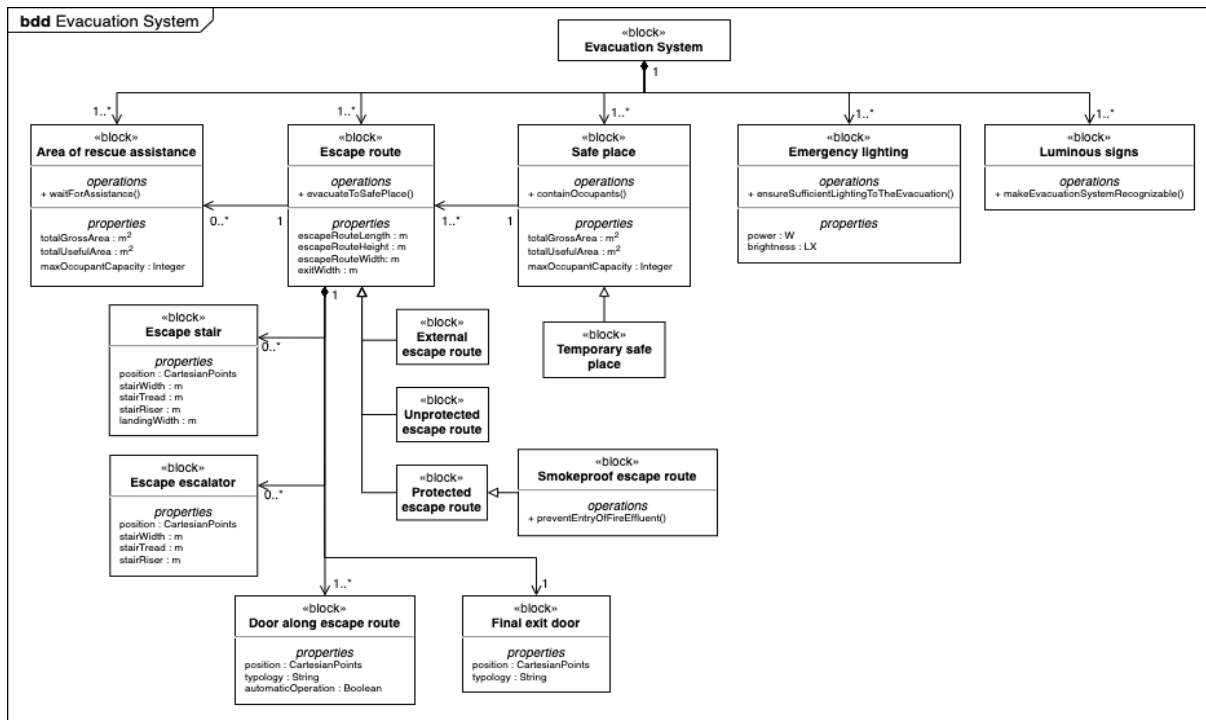 bdd Evacuation System
«block»
Evacuation System
1
1..*
1..*
1..*
1..*
1..*
«block»
Area of rescue assistance
operations
+ waitForAssistance()
properties
totalGrossArea : m²
totalUsefulArea : m²
maxOccupantCapacity : Integer
0..*
1
«block»
Escape route
operations
+ evacuateToSafePlace()
properties
escapeRouteLength : m
escapeRouteHeight : m
escapeRouteWidth: m
exitWidth : m
1..*
1
«block»
Safe place
operations
+ containOccupants()
properties
totalGrossArea : m²
totalUsefulArea : m²
maxOccupantCapacity : Integer
«block»
Emergency lighting
operations
+ ensureSufficientLightingToTheEvacuation()
properties
power : W
brightness : LX
«block»
Luminous signs
operations
+ makeEvacuationSystemRecognizable()
1
«block»
Escape stair
properties
position : CartesianPoints
stairWidth : m
stairTread : m
stairRiser : m
landingWidth : m
0..*
«block»
External
escape route
«block»
Temporary safe
place
«block»
Unprotected
escape route
«block»
Escape escalator
properties
position : CartesianPoints
stairWidth : m
stairTread : m
stairRiser : m
0..*
«block»
Protected
escape route
«block»
Smokeproof escape route
operations
+ preventEntryOfFireEffluent()
1..*
1
«block»
Door along escape route
properties
position : CartesianPoints
typology : String
automaticOperation : Boolean
«block»
Final exit door
properties
position : CartesianPoints
typology : String